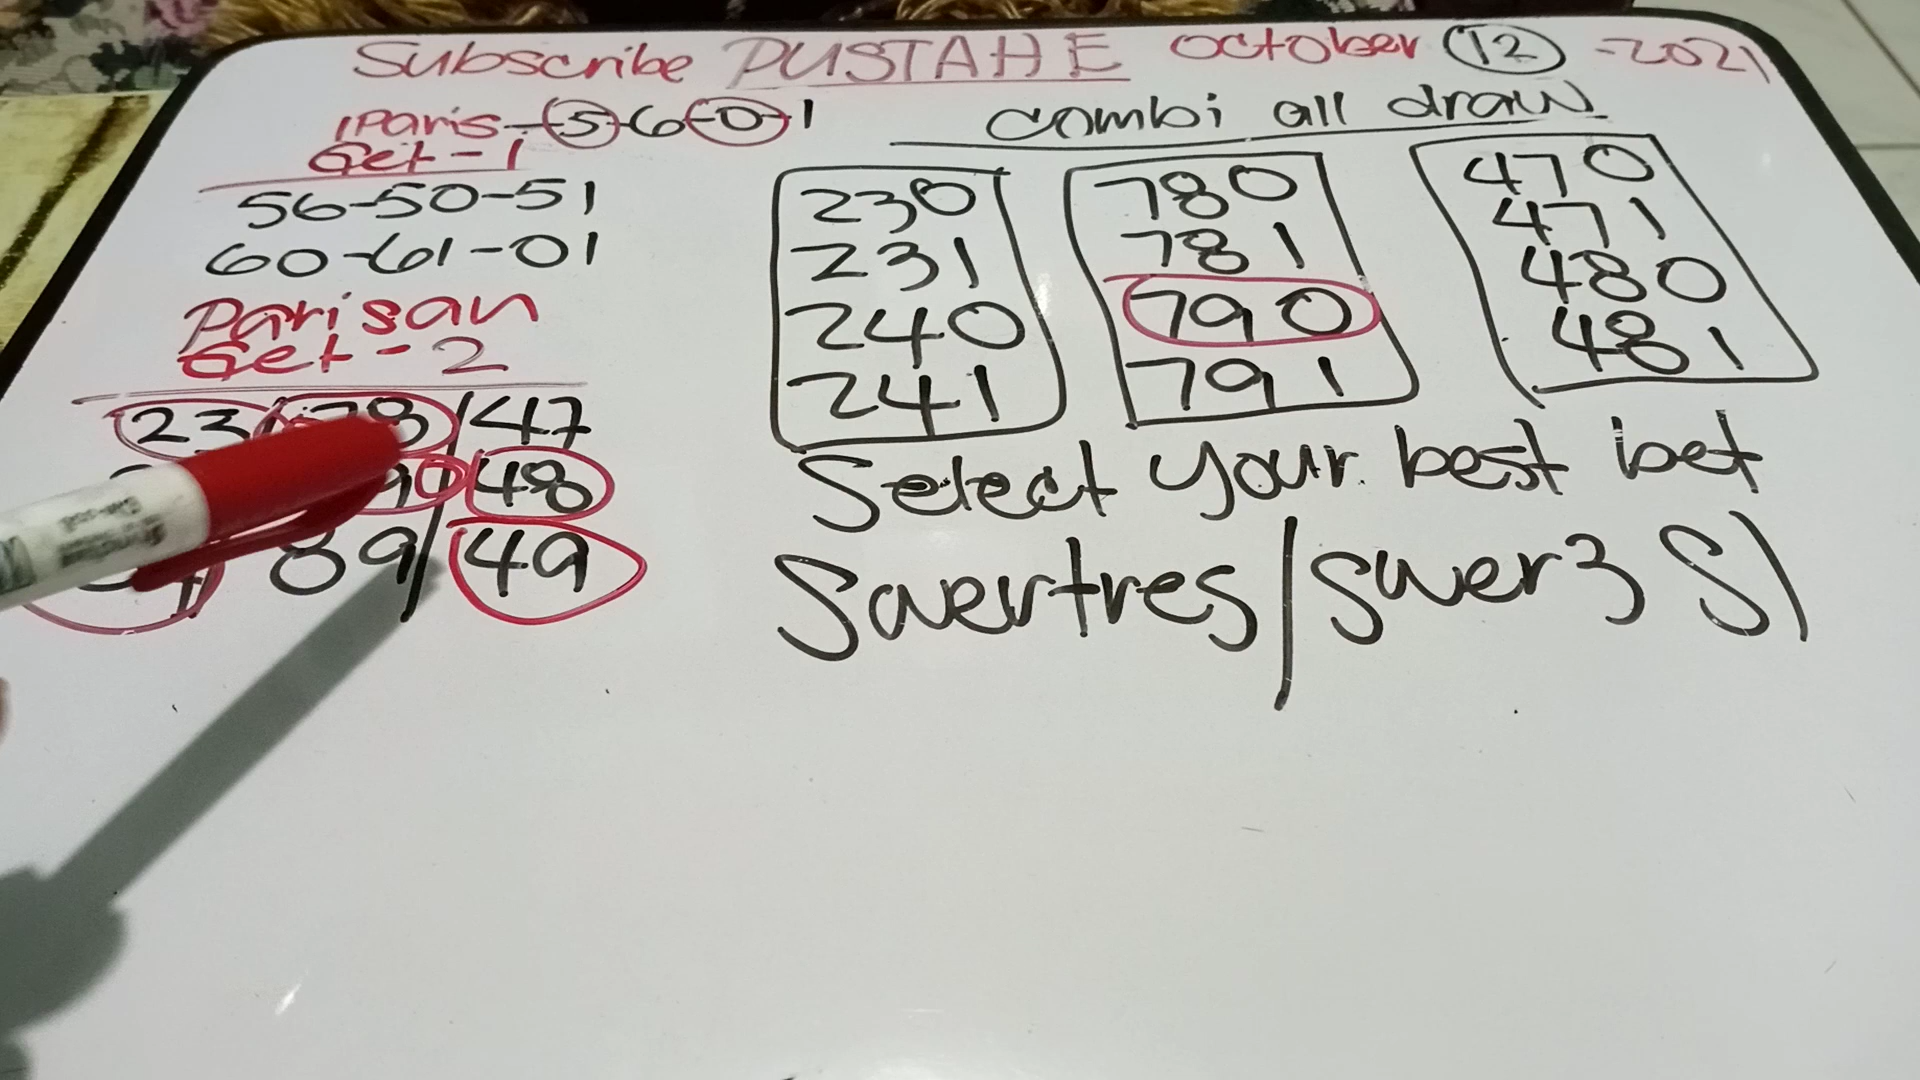 Subscribe PUSTAHE October 12 -2021
1Paris-5-6-0-1
Get-1
56-50-51
60-61-01
Parisan
Get-2
23/78/47
9 48
89/49
combi all draw
230
231
240
241
780
781
790
791
470
471
480
481
Select your best bet
Swertres/swer3 S)